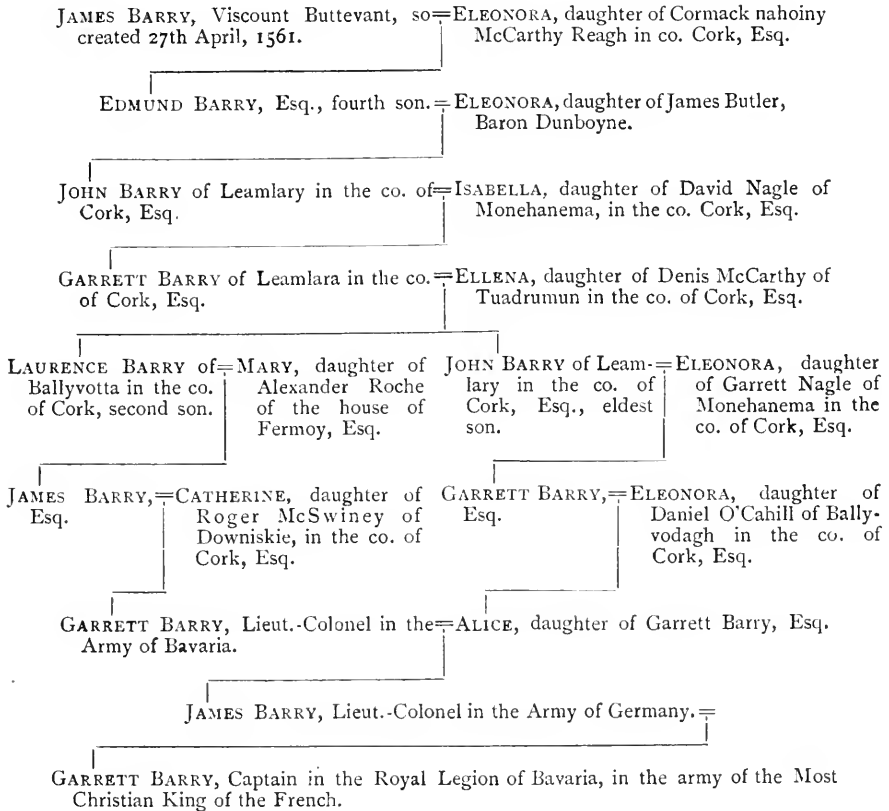 JAMES BARRY, Viscount Buttevant, so=ELEONORA, daughter of Cormack nahoiny
created 27th April, 1561. McCarthy Reagh in co. Cork, Esq.
EDMUND BARRY, Esq., fourth son.=ELEONORA, daughter of James Butler,
Baron Dunboyne.
JOHN BARRY of Leamlary in the co. of=ISABELLA, daughter of David Nagle of
Cork, Esq. Monehanema, in the co. Cork, Esq.
GARRETT BARRY of Leamlara in the co.=ELLENA, daughter of Denis McCarthy of
of Cork, Esq. Tuadrumun in the co. of Cork, Esq.
LAURENCE BARRY of=MARY, daughter of
Ballyvotta in the co. Alexander Roche
of Cork, second son. of the house of
Fermoy, Esq.
JOHN BARRY of Leam-=ELEONORA, daughter
lary in the co. of of Garrett Nagle of
Cork, Esq., eldest Monehanema in the
son. co. of Cork, Esq.
JAMES BARRY,=CATHERINE, daughter of
Esq. Roger McSwiney of
Downiskie, in the co. of
Cork, Esq.
GARRETT BARRY,=ELEONORA, daughter of
Esq. Daniel O'Cahill of Bally-
vodagh in the co. of
Cork, Esq.
GARRETT BARRY, Lieut.-Colonel in the=ALICE, daughter of Garrett Barry, Esq.
Army of Bavaria.
JAMES BARRY, Lieut.-Colonel in the Army of Germany.=
GARRETT BARRY, Captain in the Royal Legion of Bavaria, in the army of the Most
Christian King of the French.